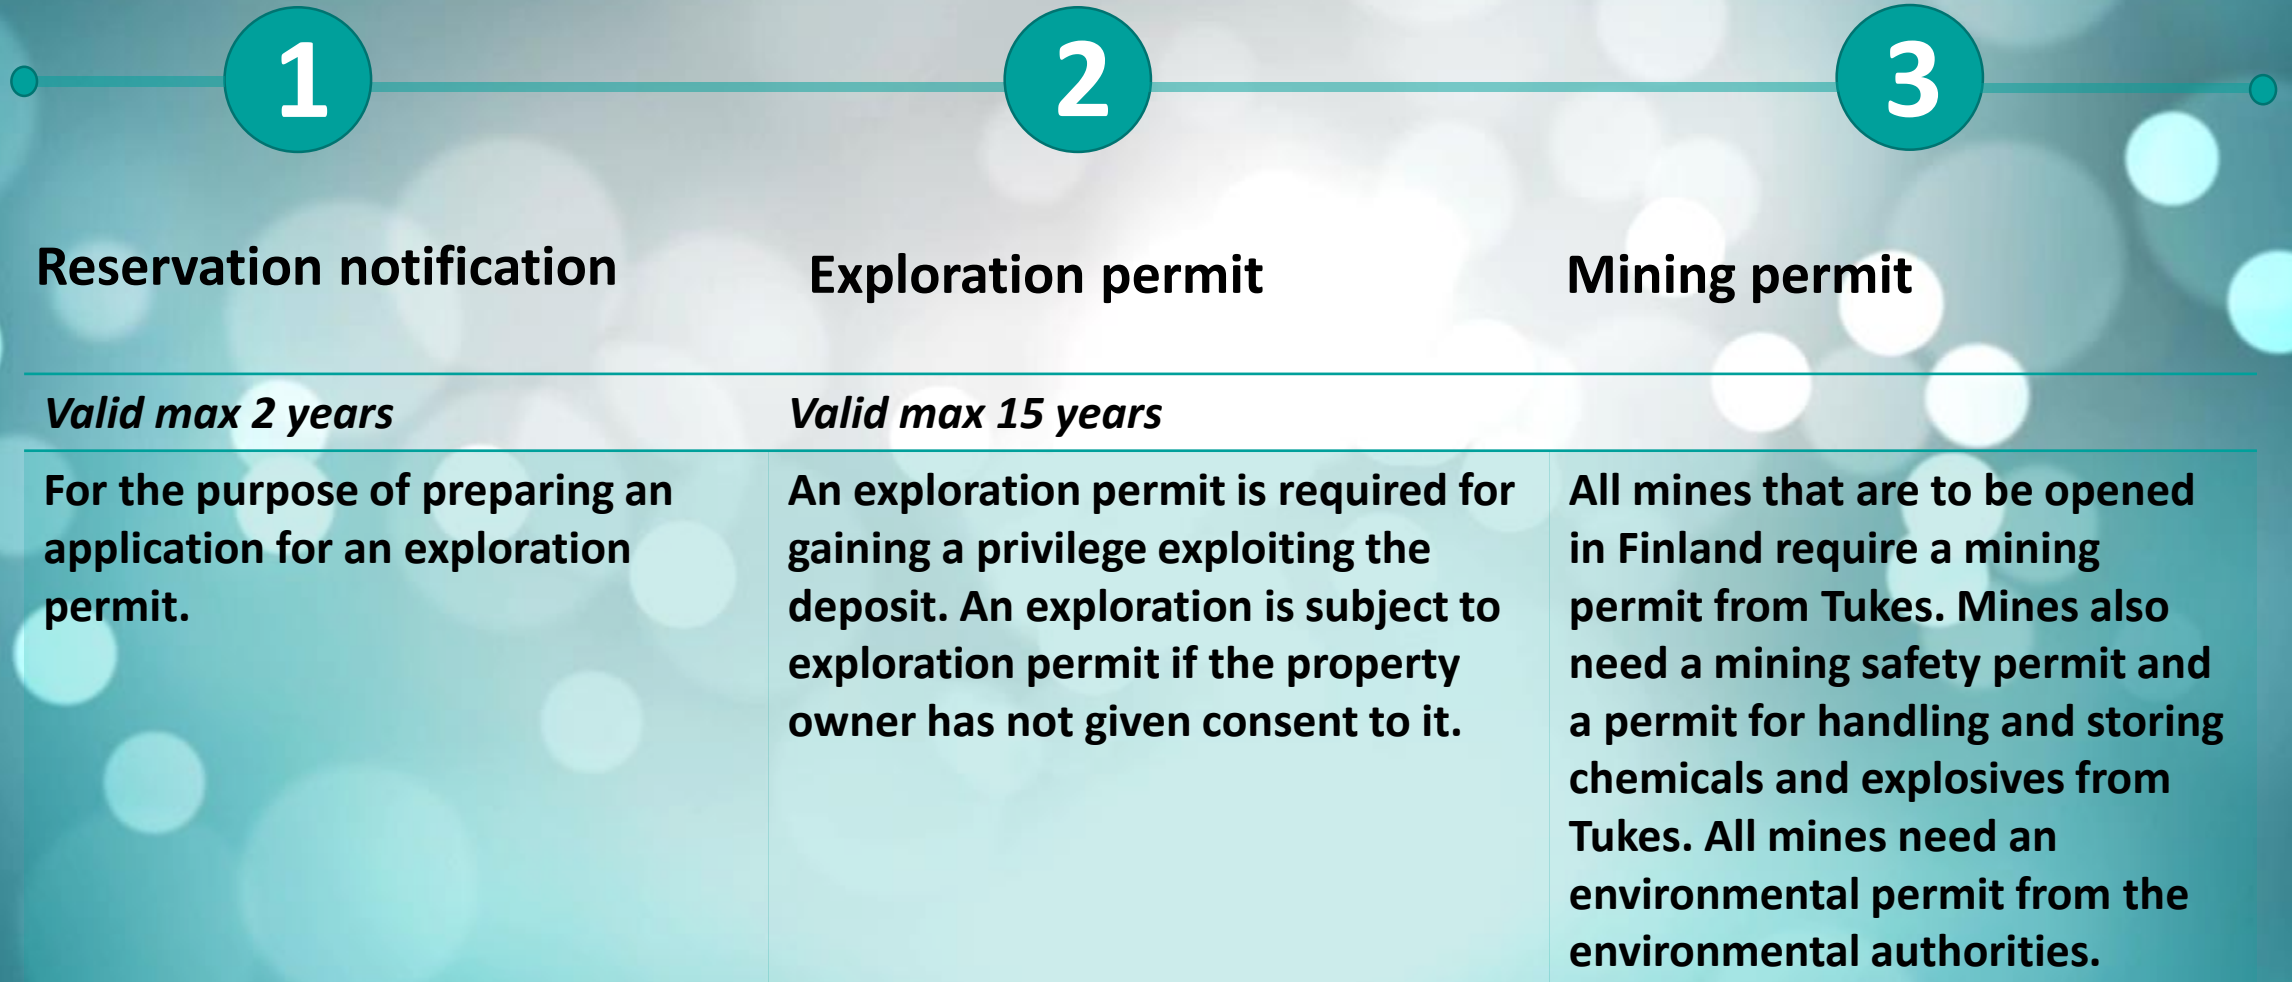 1
2
3
Reservation notification
Exploration permit
Mining permit
Valid max 2 years
Valid max 15 years
For the purpose of preparing an
application for an exploration
permit.
An exploration permit is required for
gaining a privilege exploiting the
deposit. An exploration is subject to
exploration permit if the property
owner has not given consent to it.
All mines that are to be opened
in Finland require a mining
permit from Tukes. Mines also
need a mining safety permit and
a permit for handling and storing
chemicals and explosives from
Tukes. All mines need an
environmental permit from the
environmental authorities.